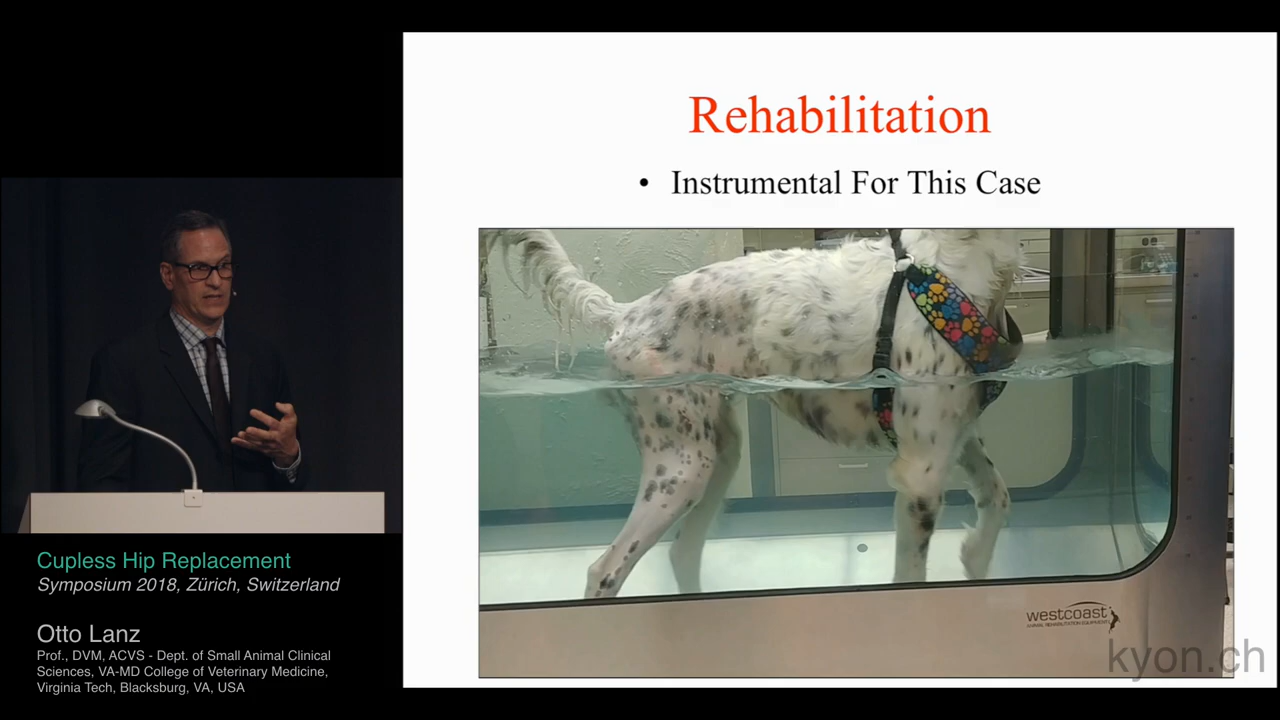 Rehabilitation
• Instrumental For This Case
westcoast
kyon.ch
Cupless Hip Replacement
Symposium 2018, Zürich, Switzerland
Otto Lanz
Prof., DVM, ACVS - Dept. of Small Animal Clinical
Sciences, VA-MD College of Veterinary Medicine,
Virginia Tech, Blacksburg, VA, USA